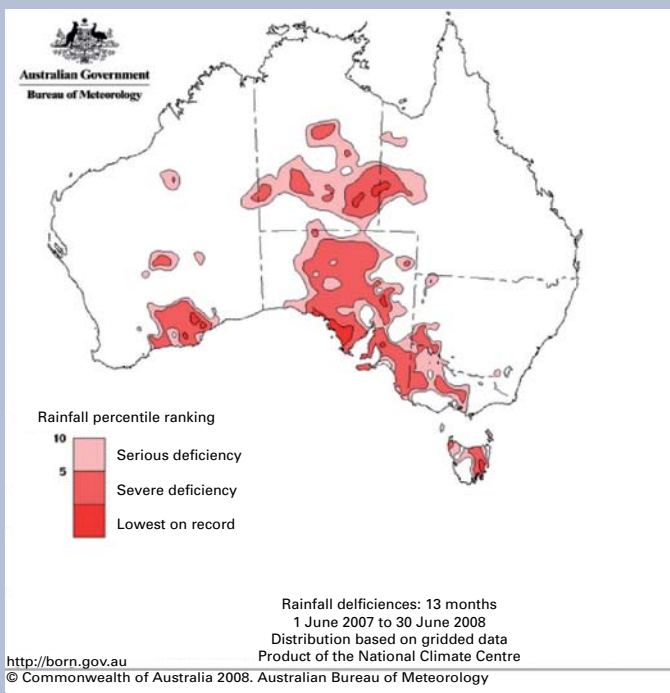 Australian Government
Bureau of Meteorology
Rainfall percentile ranking
10
Serious deficiency
5
Severe deficiency
Lowest on record
Rainfall delficiences: 13 months
1 June 2007 to 30 June 2008
Distribution based on gridded data
Product of the National Climate Centre
http://born.gov.au
© Commonwealth of Australia 2008. Australian Bureau of Meteorology